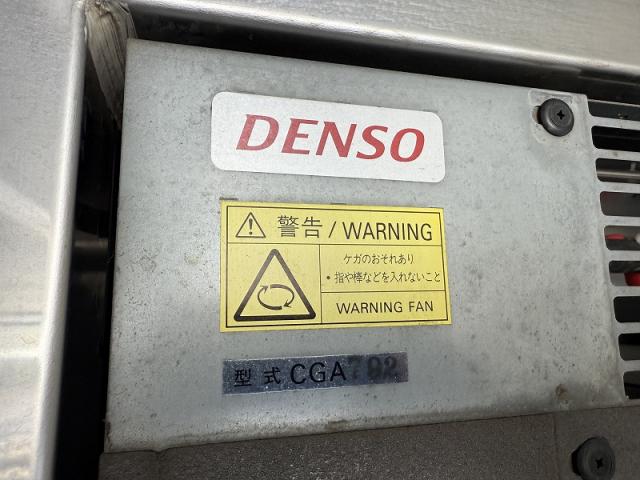 DENSO
警告/WARNING
ケガのおそれあり
・指や棒などを入れないこと
WARNING FAN
型式 CGA792